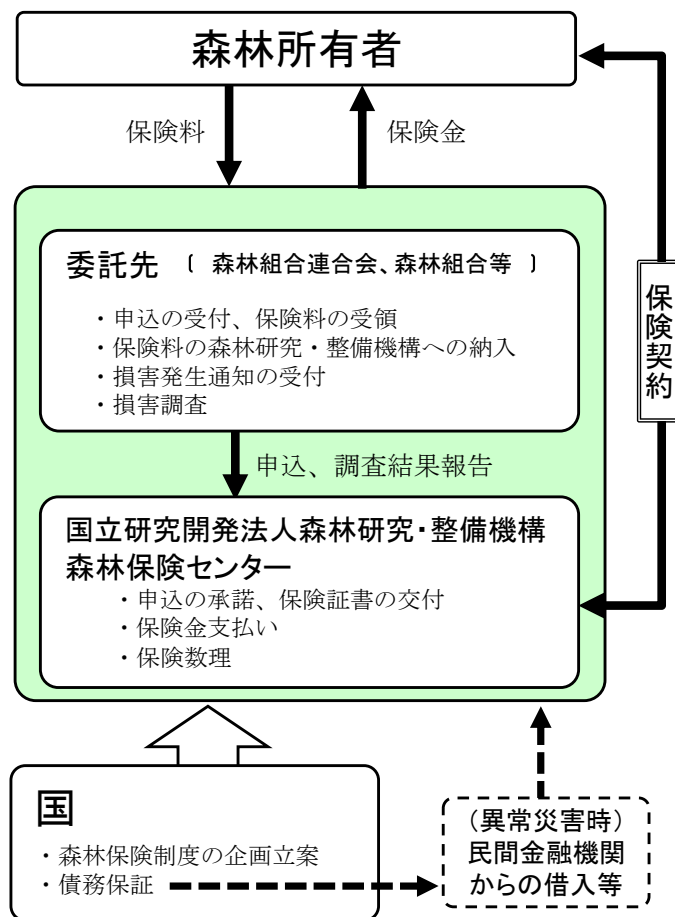 森林所有者
保険料
保険金
委託先 〔 森林組合連合会、森林組合等 〕
・申込の受付、保険料の受領
・保険料の森林研究・整備機構への納入
・損害発生通知の受付
・損害調査
保険契約
申込、調査結果報告
国立研究開発法人森林研究・整備機構
森林保険センター
・申込の承諾、保険証書の交付
・保険金支払い
・保険数理
国
・森林保険制度の企画立案
・債務保証
（異常災害時）
民間金融機関
からの借入等